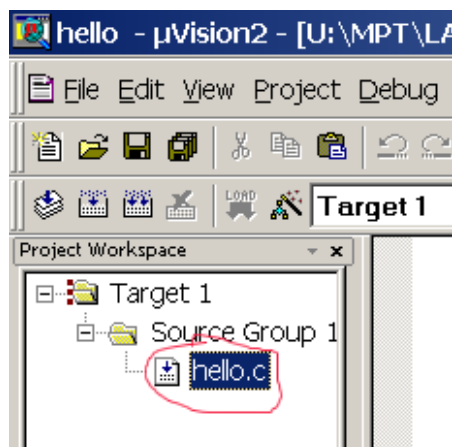 hello - µVision2 - [U:\MPT\LA
File Edit View Project Debug
LOAD Target 1
Project Workspace
Target 1
Source Group 1
hello.c